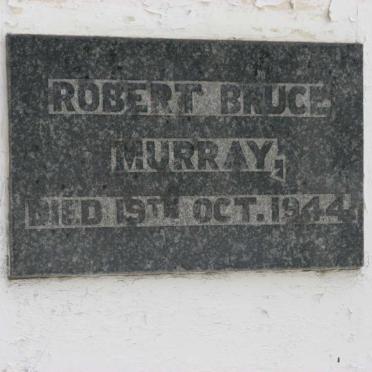 ROBERT BRUCE
MURRAY,
DIED 19TH OCT. 1944.